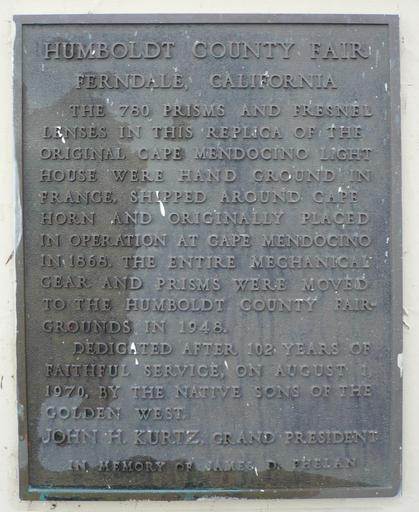 HUMBOLDT COUNTY FAIR
FERNDALE, CALIFORNIA
THE 780 PRISMS AND FRESNEL
LENSES IN THIS REPLICA OF THE
ORIGINAL CAPE MENDOCINO LIGHT
HOUSE WERE HAND GROUND IN
FRANCE, SHIPPED AROUND CAPE
HORN AND ORIGINALLY PLACED
IN OPERATION AT CAPE MENDOCINO
IN 1868. THE ENTIRE MECHANICAL
GEAR AND PRISMS WERE MOVED
TO THE HUMBOLDT COUNTY FAIR-
GROUNDS IN 1948.
DEDICATED AFTER 102 YEARS OF
FAITHFUL SERVICE, ON AUGUST 1,
1970, BY THE NATIVE SONS OF THE
GOLDEN WEST.
JOHN H. KURTZ, GRAND PRESIDENT
IN MEMORY OF JAMES D. PHELAN